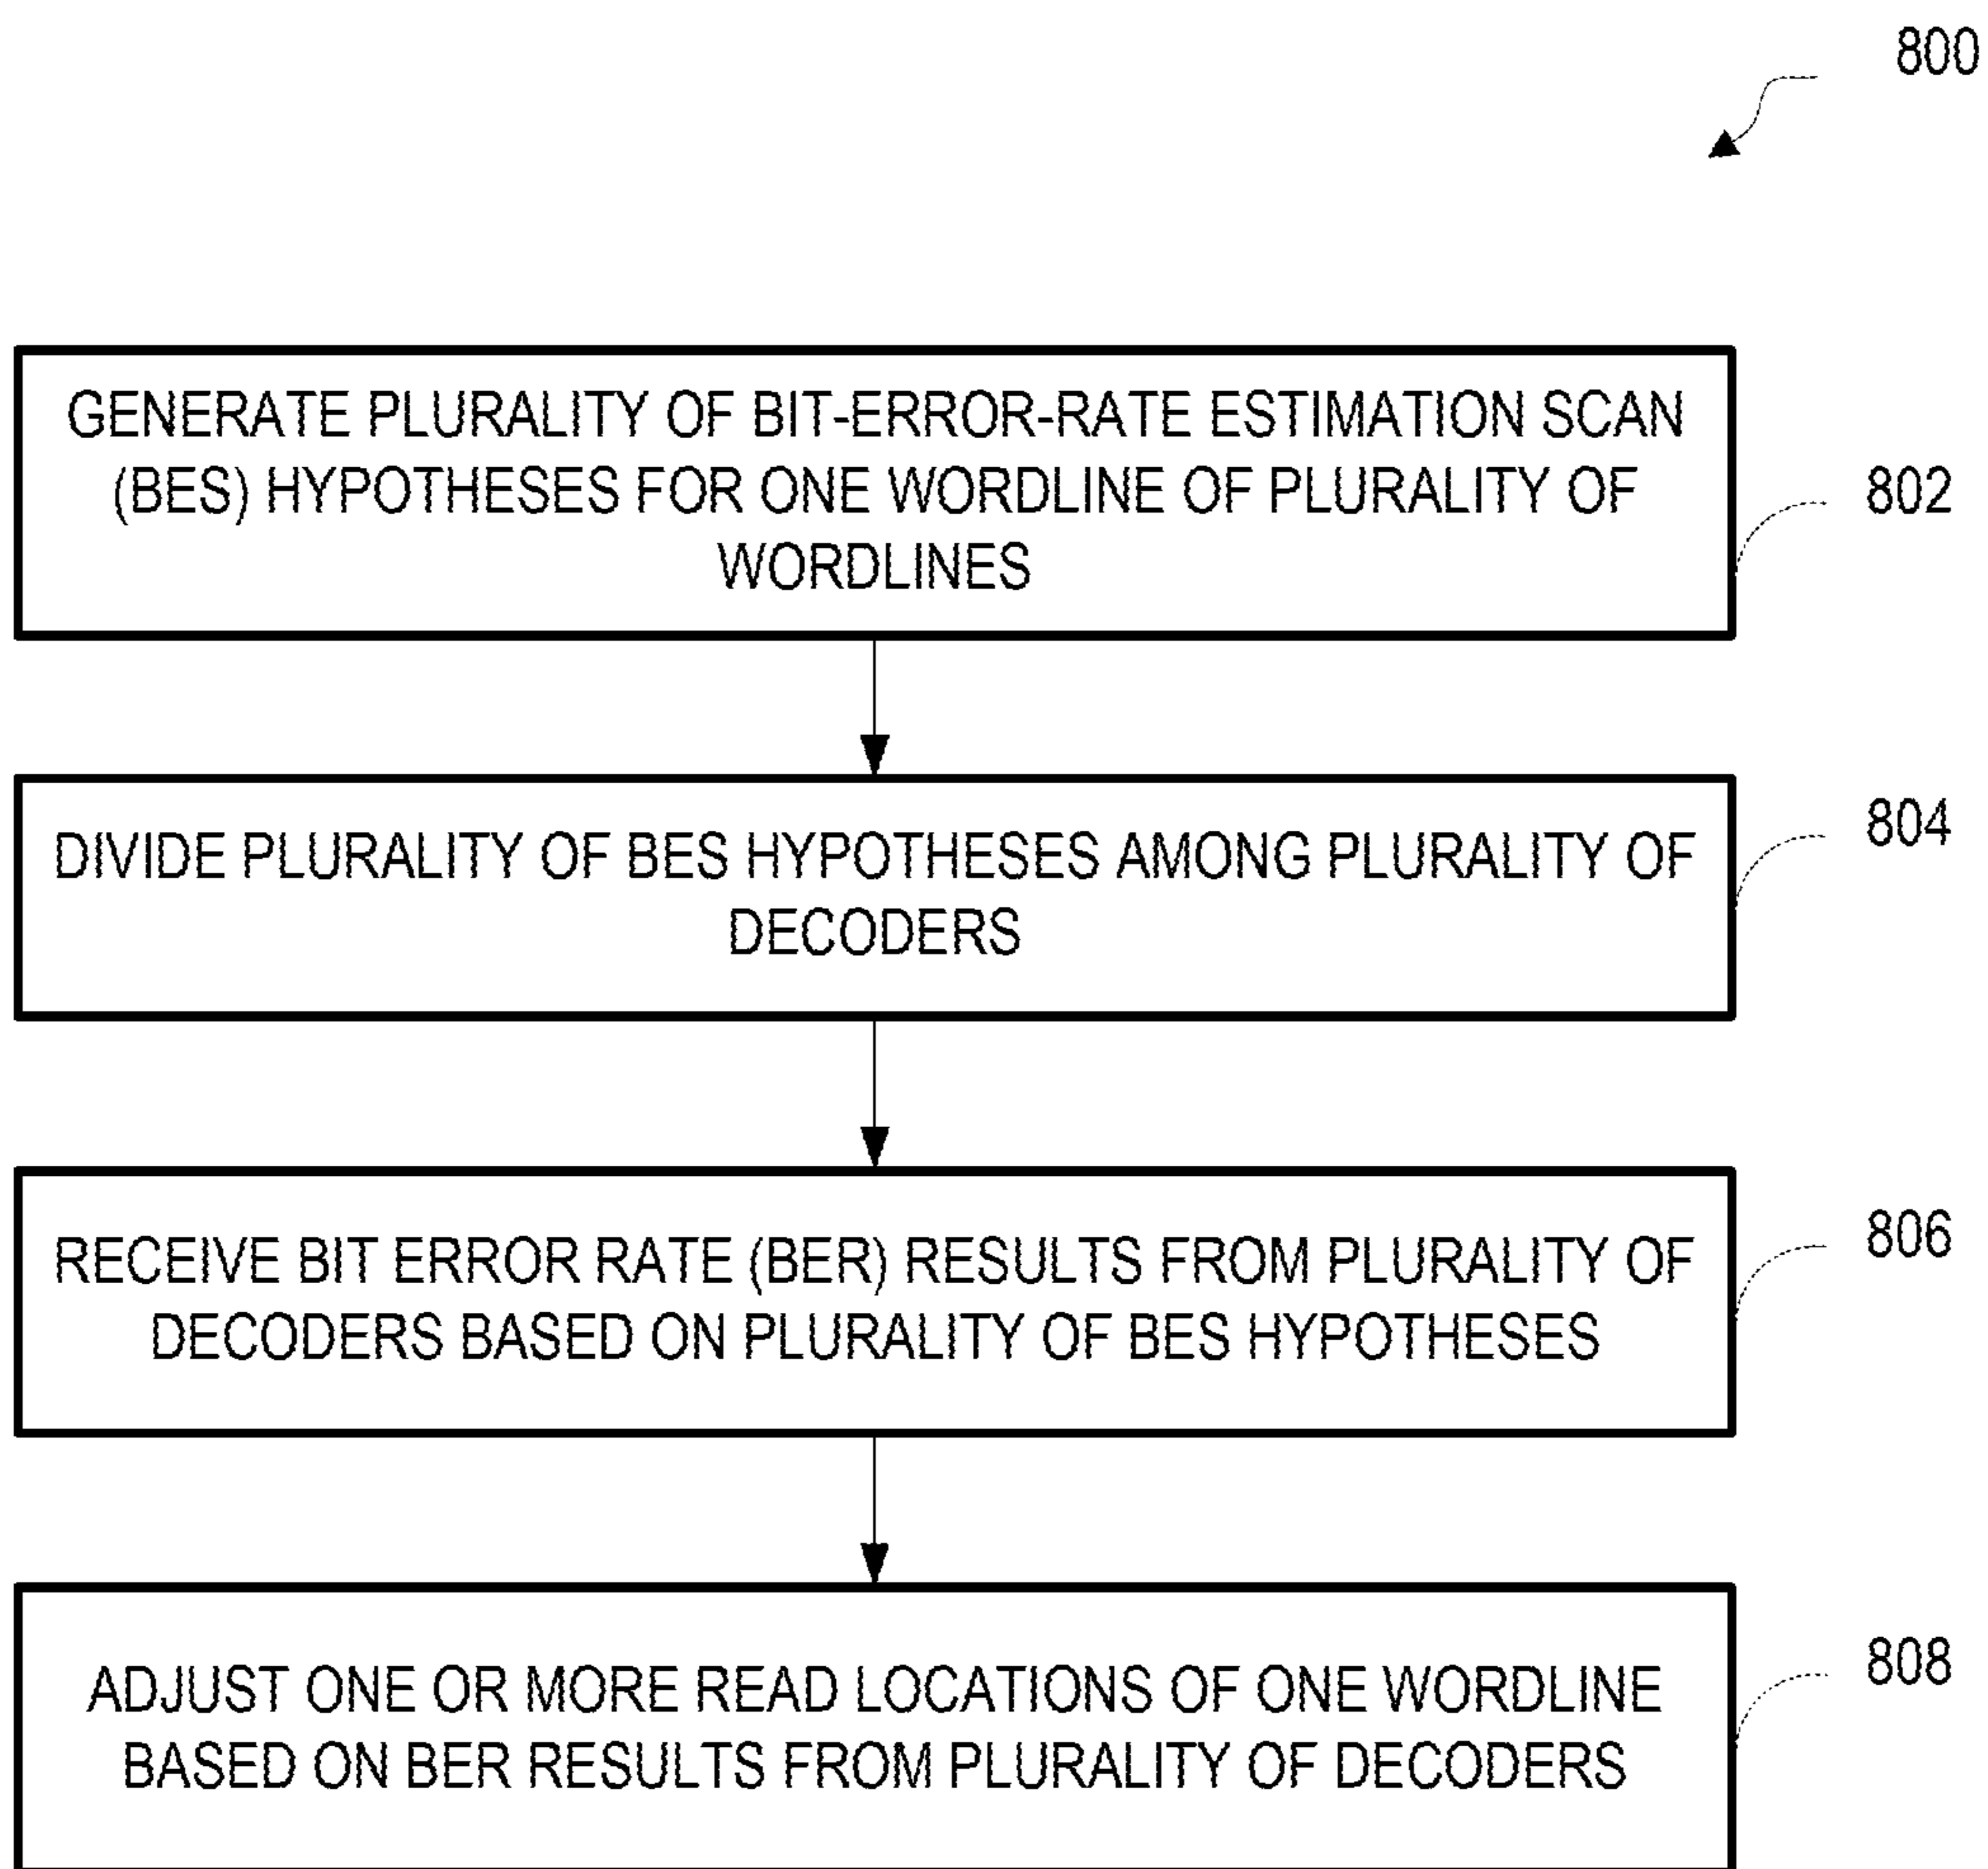 800
GENERATE PLURALITY OF BIT-ERROR-RATE ESTIMATION SCAN
(BES) HYPOTHESES FOR ONE WORDLINE OF PLURALITY OF
WORDLINES
802
DIVIDE PLURALITY OF BES HYPOTHESES AMONG PLURALITY OF
DECODERS
804
RECEIVE BIT ERROR RATE (BER) RESULTS FROM PLURALITY OF
DECODERS BASED ON PLURALITY OF BES HYPOTHESES
806
ADJUST ONE OR MORE READ LOCATIONS OF ONE WORDLINE
BASED ON BER RESULTS FROM PLURALITY OF DECODERS
808